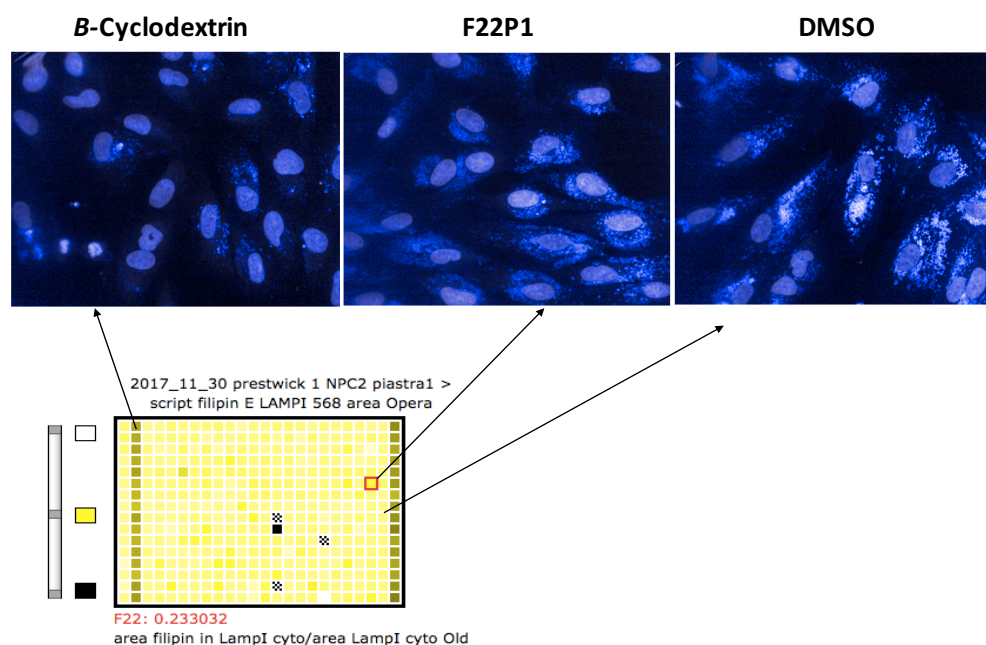 B-Cyclodextrin
F22P1
DMSO
2017_11_30 prestwick 1 NPC2 piastra1 >
script filipin E LAMPI 568 area Opera
F22: 0.233032
area filipin in LampI cyto/area LampI cyto Old